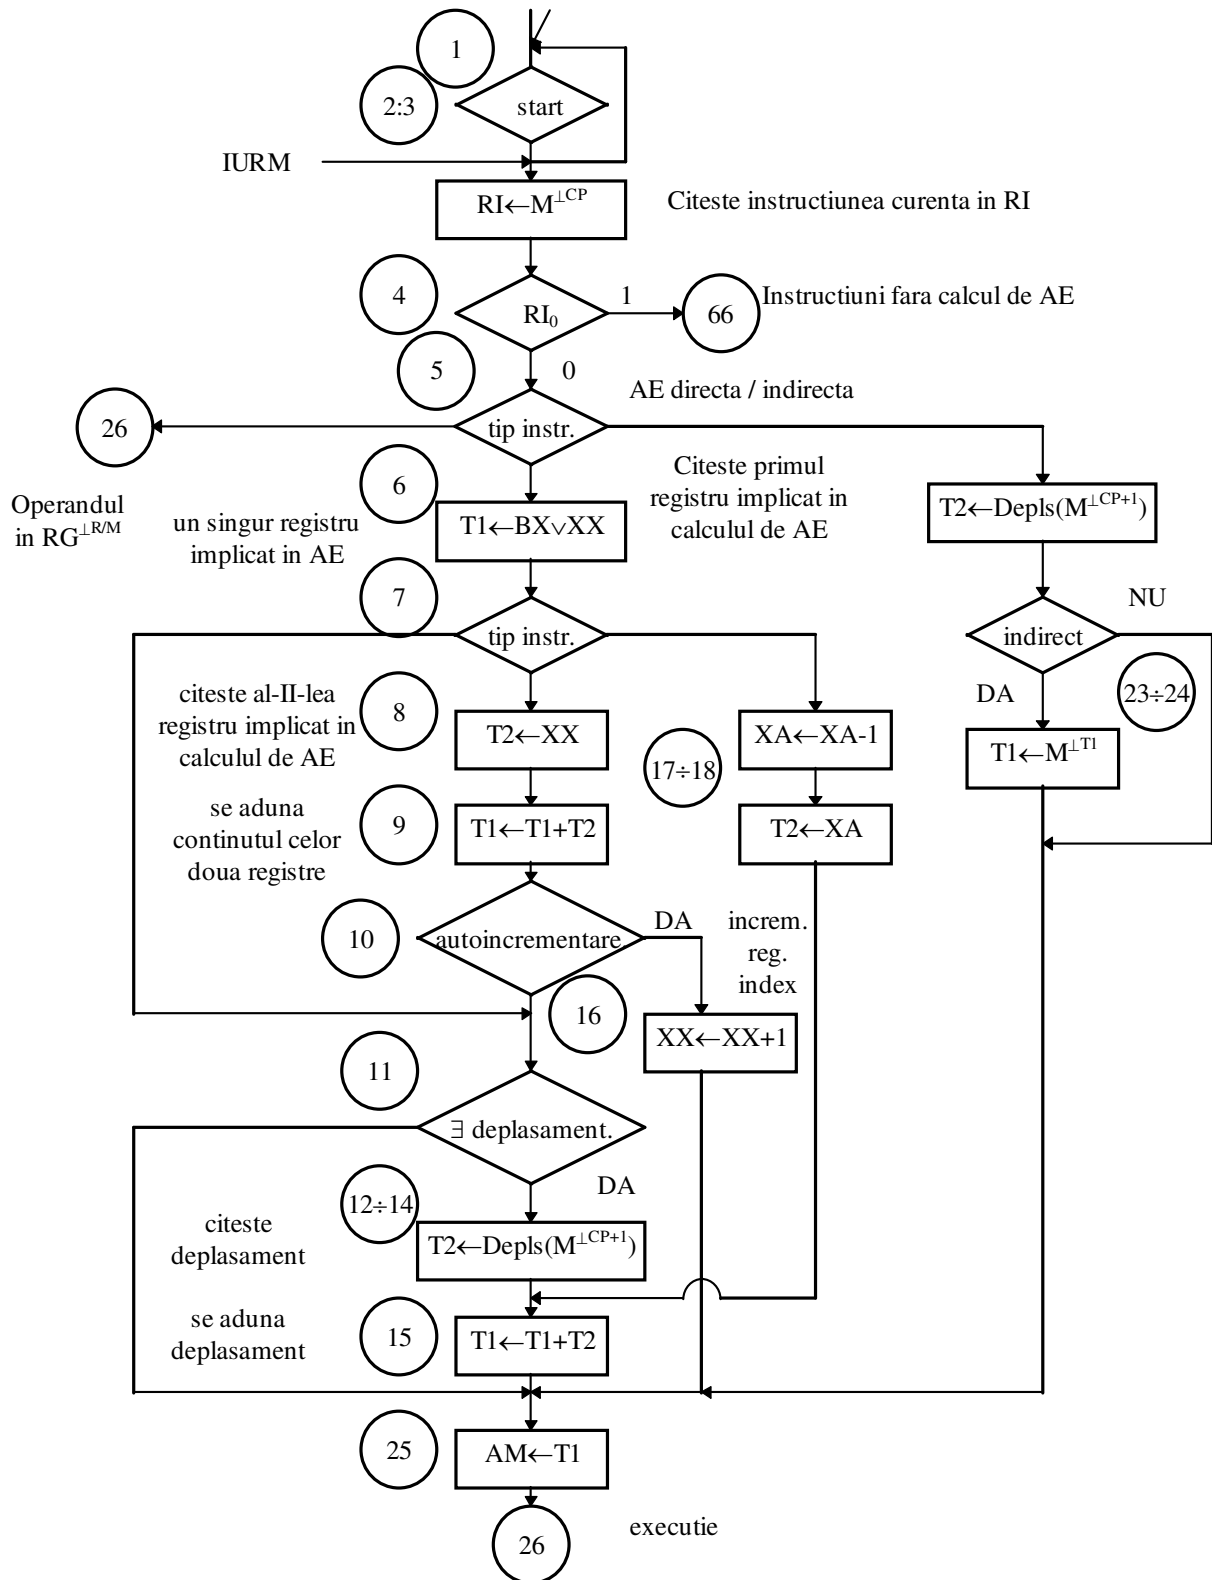 1
2:3
start
IURM
RI←M⊥CP
Citeste instructiunea curenta in RI
4
RI0
1
66
Instructiuni fara calcul de AE
5
0
AE directa / indirecta
26
tip instr.
Operandul
in RG⊥R/M
6
un singur registru
implicat in AE
T1←BX∨XX
Citeste primul
registru implicat in
calculul de AE
T2←Depls(M⊥CP+1)
7
tip instr.
indirect
NU
DA
23÷24
citeste al-II-lea
registru implicat in
calculul de AE
8
T2←XX
17÷18
XA←XA-1
T1←M⊥T1
se aduna
continutul celor
doua registre
9
T1←T1+T2
T2←XA
10
autoincrementare.
DA
increm.
reg.
index
16
XX←XX+1
11
∃ deplasament.
DA
12÷14
citeste
deplasament
T2←Depls(M⊥CP+1)
se aduna
deplasament
15
T1←T1+T2
25
AM←T1
26
executie